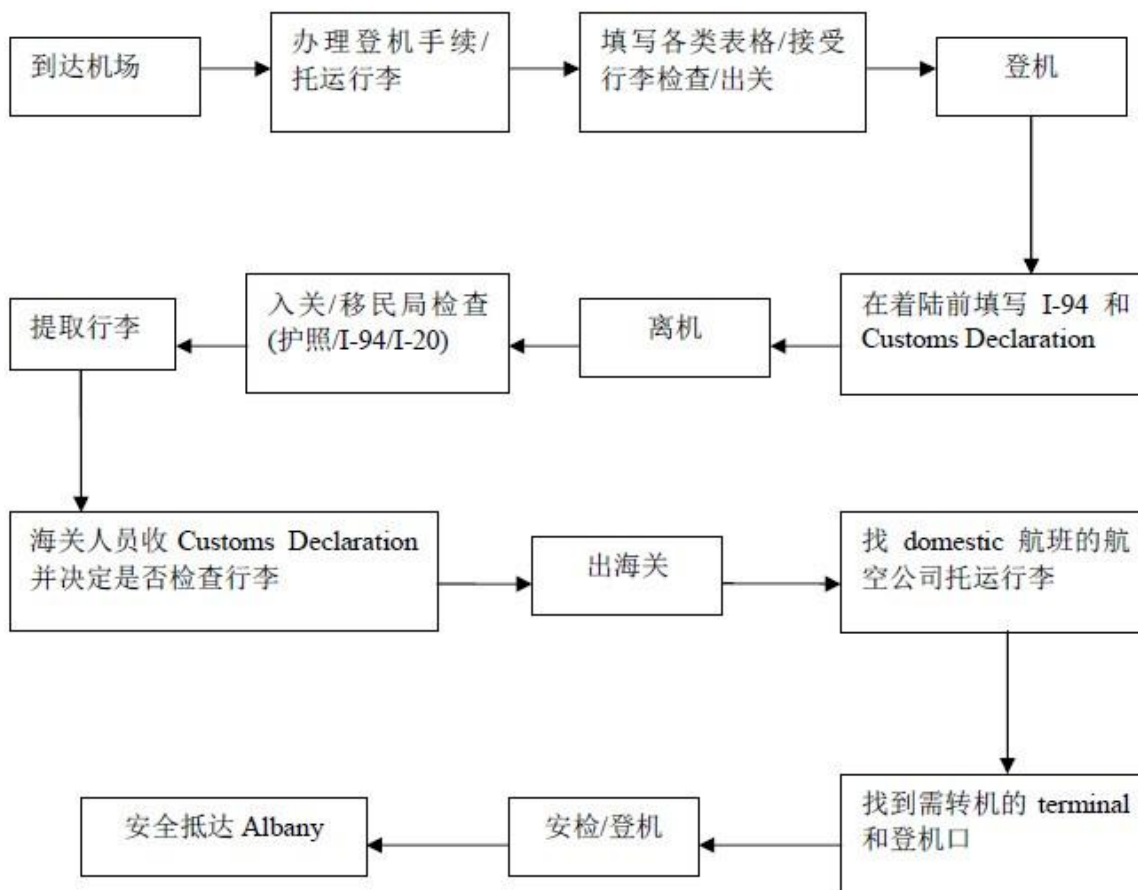 到达机场
办理登机手续/
托运行李
填写各类表格/接受
行李检查/出关
登机
在着陆前填写 I-94 和
Customs Declaration
离机
入关/移民局检查
(护照/I-94/I-20)
提取行李
海关人员收 Customs Declaration
并决定是否检查行李
出海关
找 domestic 航班的航
空公司托运行李
找到需转机的 terminal
和登机口
安检/登机
安全抵达 Albany